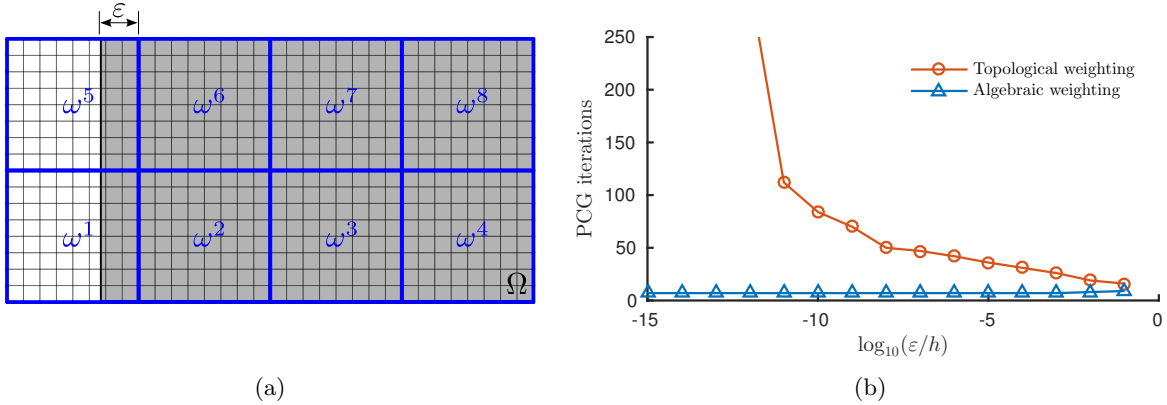 ε
ω⁵ ω⁶ ω⁷ ω⁸
ω¹ ω² ω³ ω⁴
Ω
(a)
250
200
150
100
50
0
-15 -10 -5 0
PCG iterations
log₁₀(ε/h)
Topological weighting
Algebraic weighting
(b)